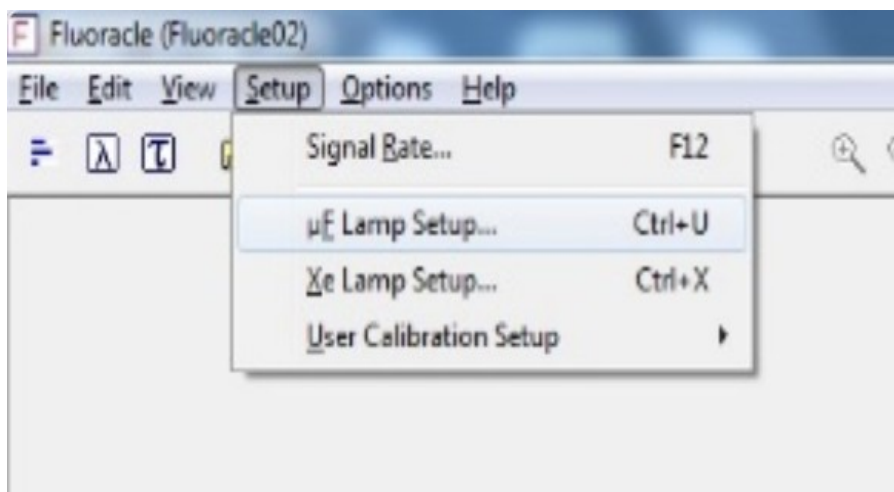 F Fluoracle (Fluoracle02)
File Edit View Setup Options Help
λ τ
Signal Rate... F12
µF Lamp Setup... Ctrl+U
Xe Lamp Setup... Ctrl+X
User Calibration Setup